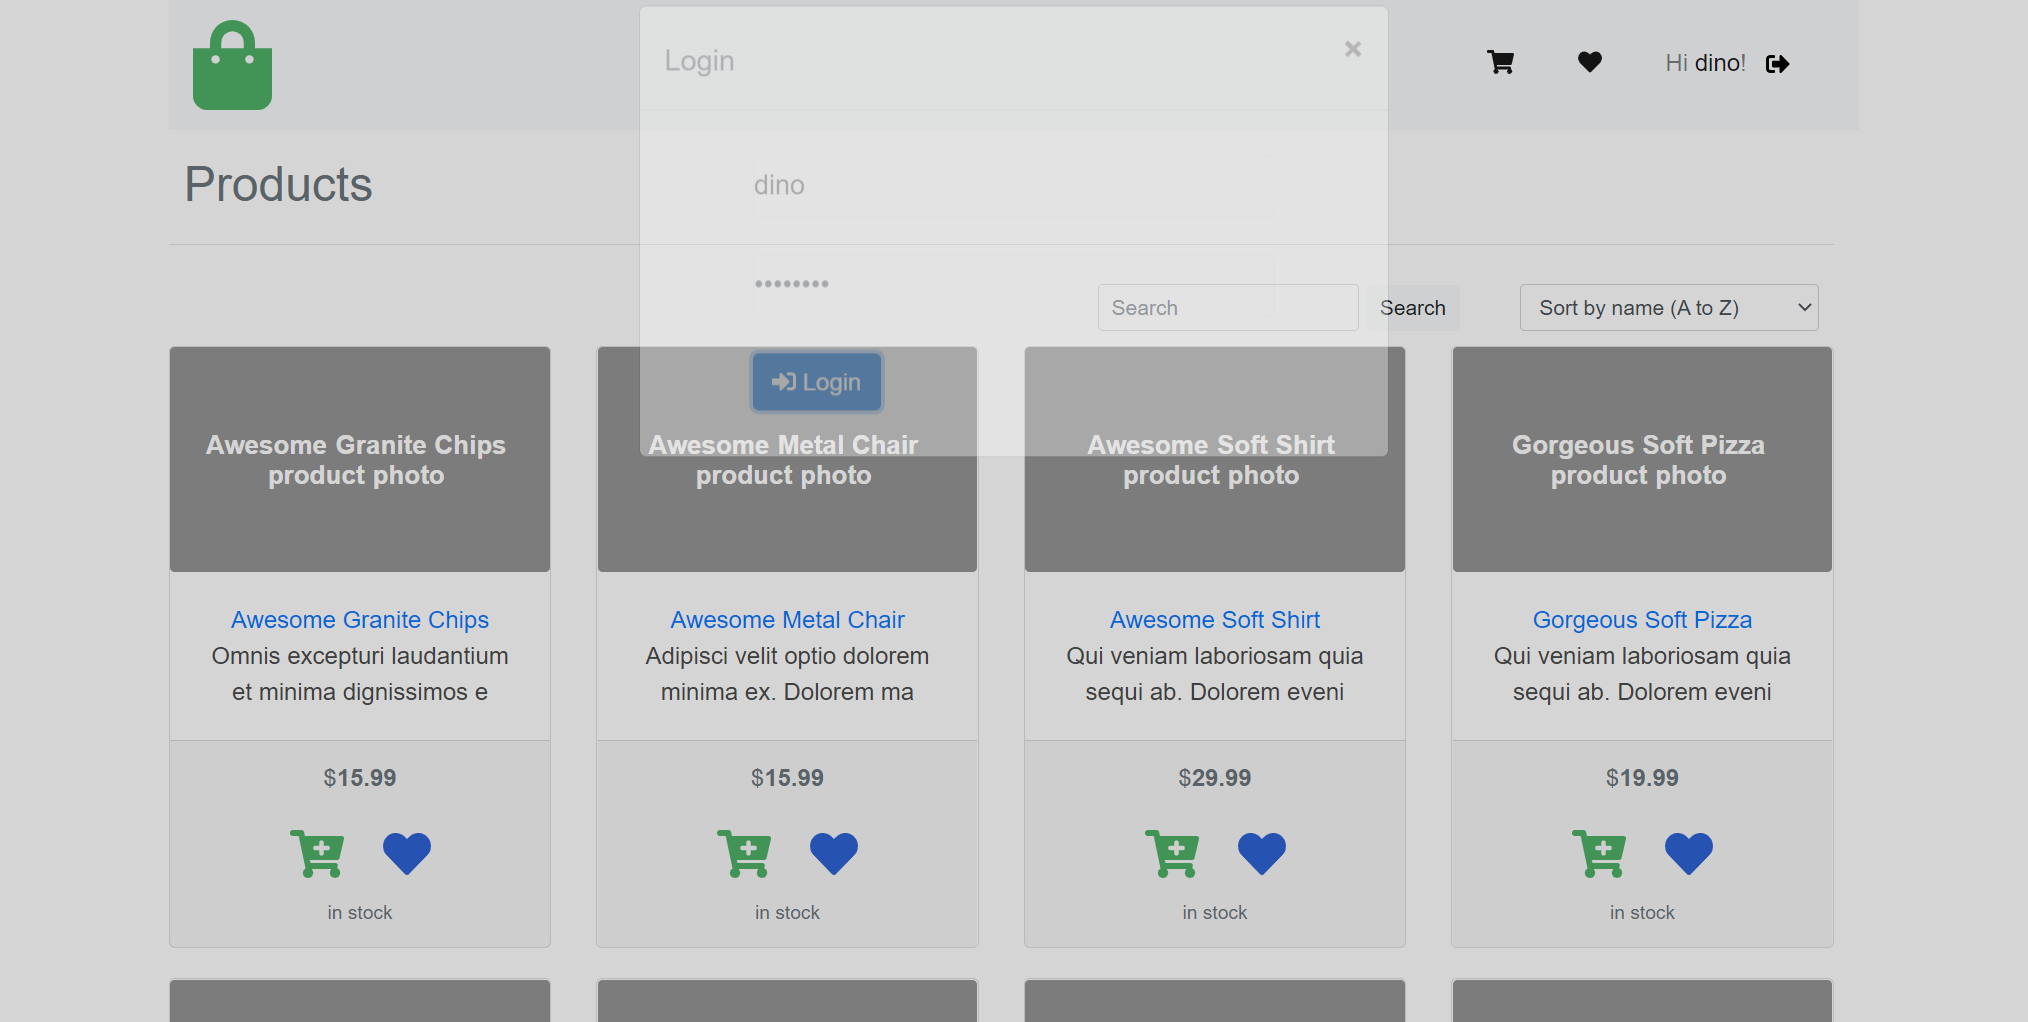 Login
×
Hi dino!
Products
dino
••••••••
Search
Search
Sort by name (A to Z)
Login
Awesome Granite Chips
product photo
Awesome Metal Chair
product photo
Awesome Soft Shirt
product photo
Gorgeous Soft Pizza
product photo
Awesome Granite Chips
Omnis excepturi laudantium
et minima dignissimos e
Awesome Metal Chair
Adipisci velit optio dolorem
minima ex. Dolorem ma
Awesome Soft Shirt
Qui veniam laboriosam quia
sequi ab. Dolorem eveni
Gorgeous Soft Pizza
Qui veniam laboriosam quia
sequi ab. Dolorem eveni
$15.99
$15.99
$29.99
$19.99
in stock
in stock
in stock
in stock